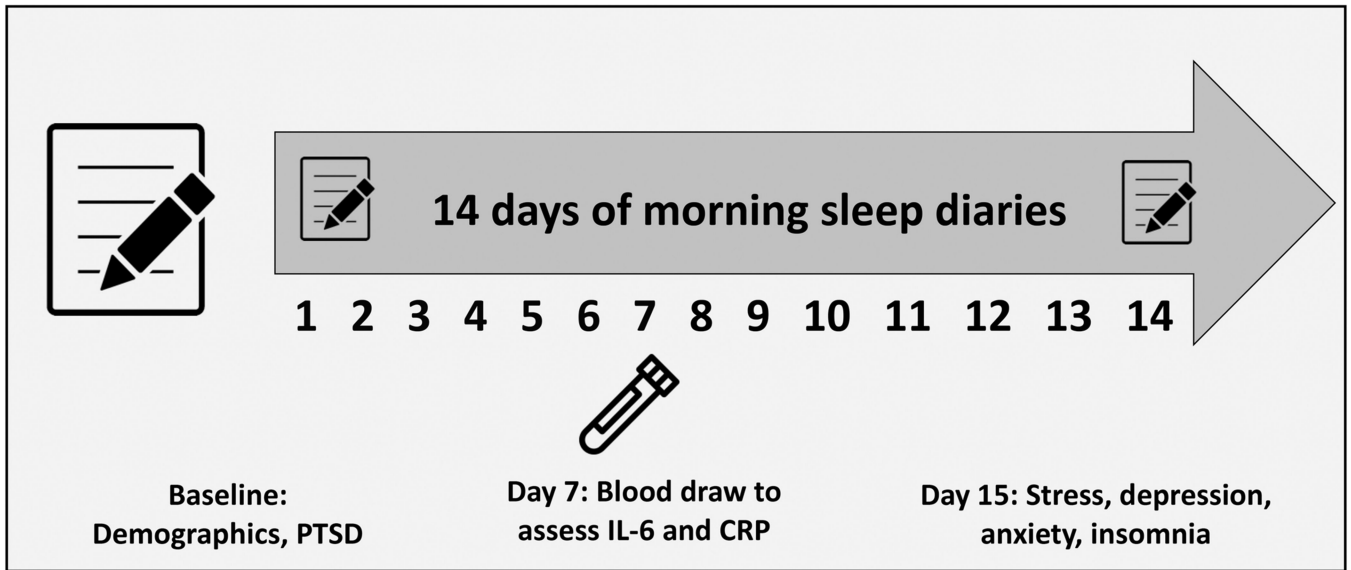 14 days of morning sleep diaries
1 2 3 4 5 6 7 8 9 10 11 12 13 14
Baseline:
Demographics, PTSD
Day 7: Blood draw to
assess IL-6 and CRP
Day 15: Stress, depression,
anxiety, insomnia